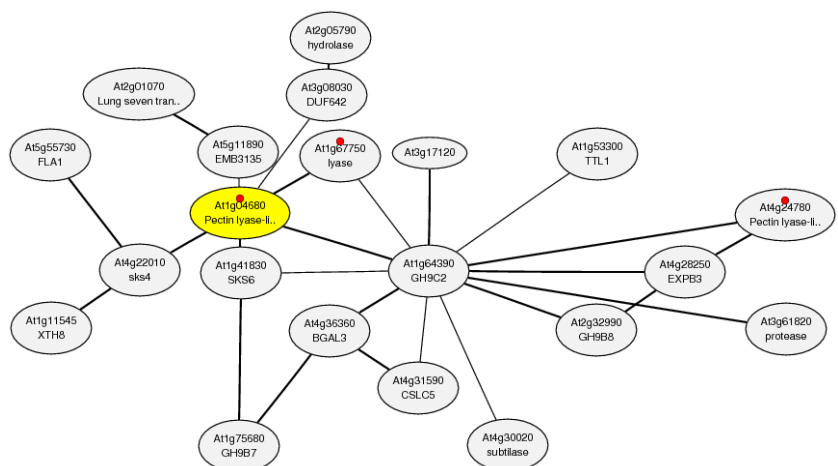 At2g05790
hydrolase
At2g01070
Lung seven tran..
At3g08030
DUF642
At5g11890
EMB3135
At5g55730
FLA1
At1g67750
lyase
At3g17120
At1g53300
TTL1
At1g04680
Pectin lyase-li..
At4g24780
Pectin lyase-li..
At4g22010
sks4
At1g41830
SKS6
At1g64390
GH9C2
At4g28250
EXPB3
At1g11545
XTH8
At4g36360
BGAL3
At2g32990
GH9B8
At3g61820
protease
At4g31590
CSLC5
At1g75680
GH9B7
At4g30020
subtilase